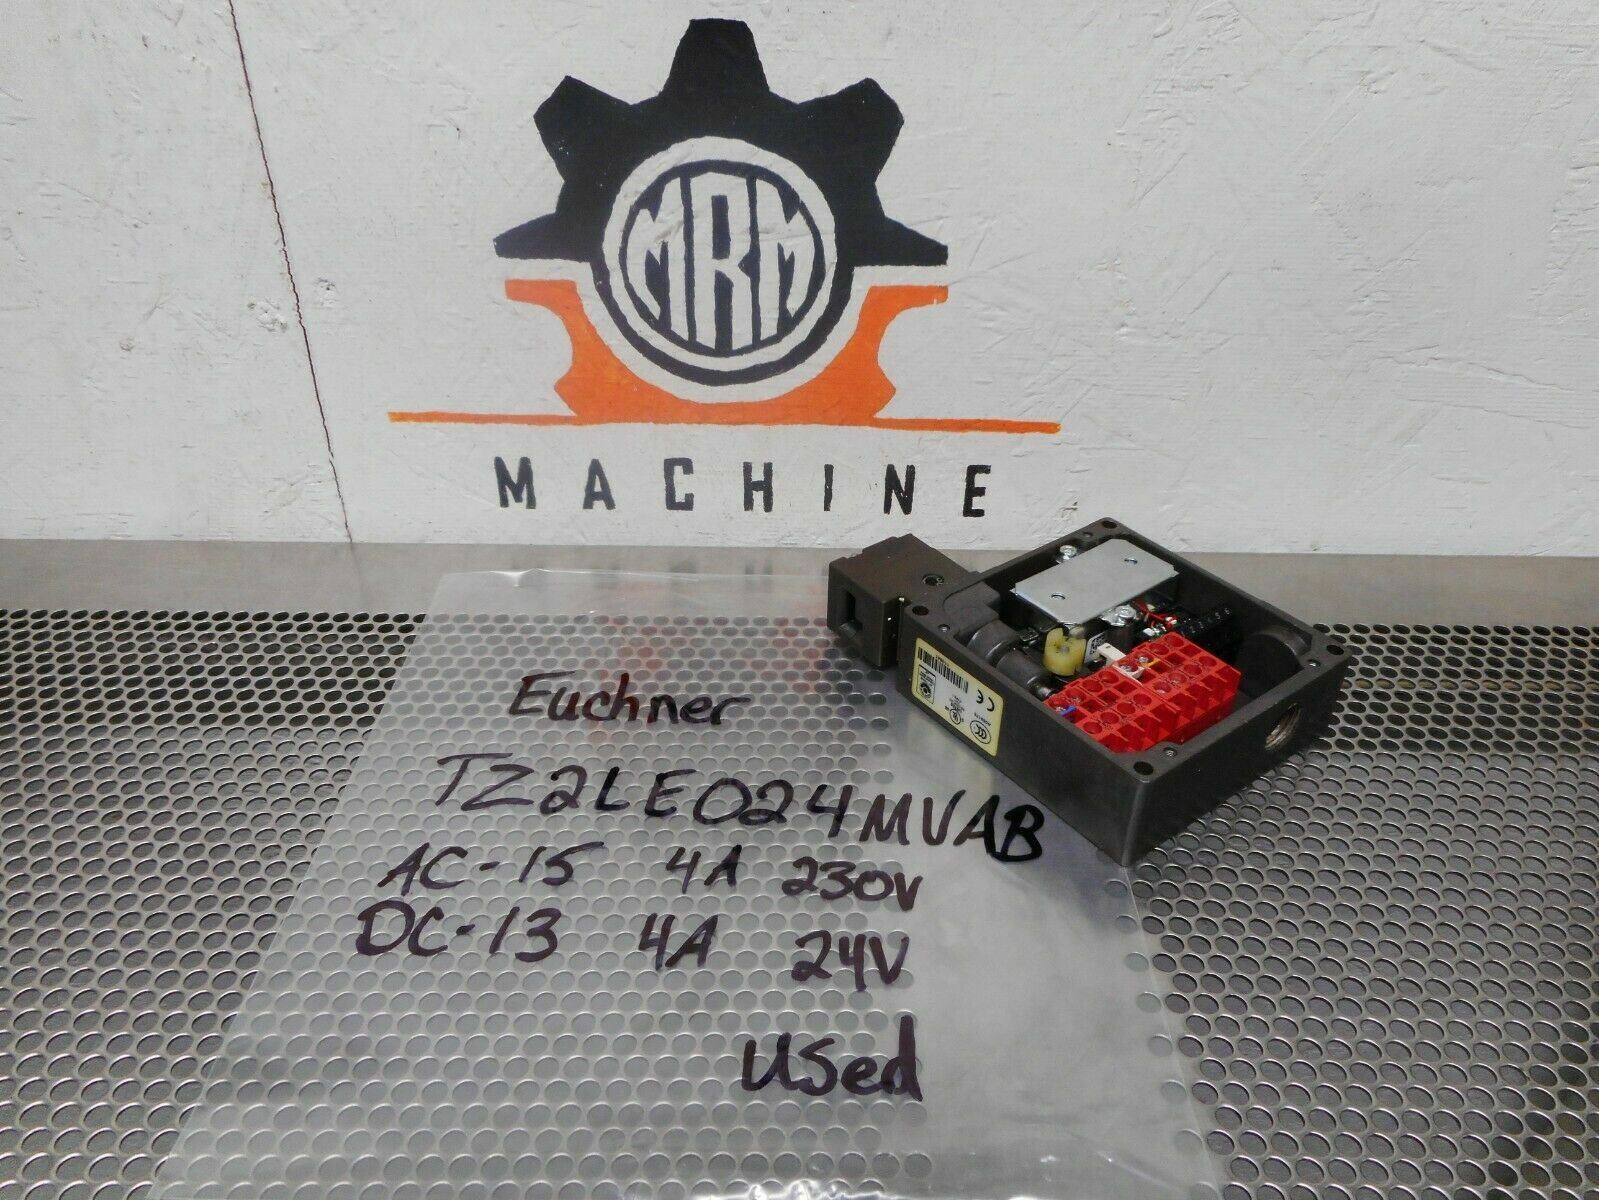 MRM
MACHINE
Euchner
TZ2LE024MVAB
AC-15 4A 230V
DC-13 4A 24V
Used